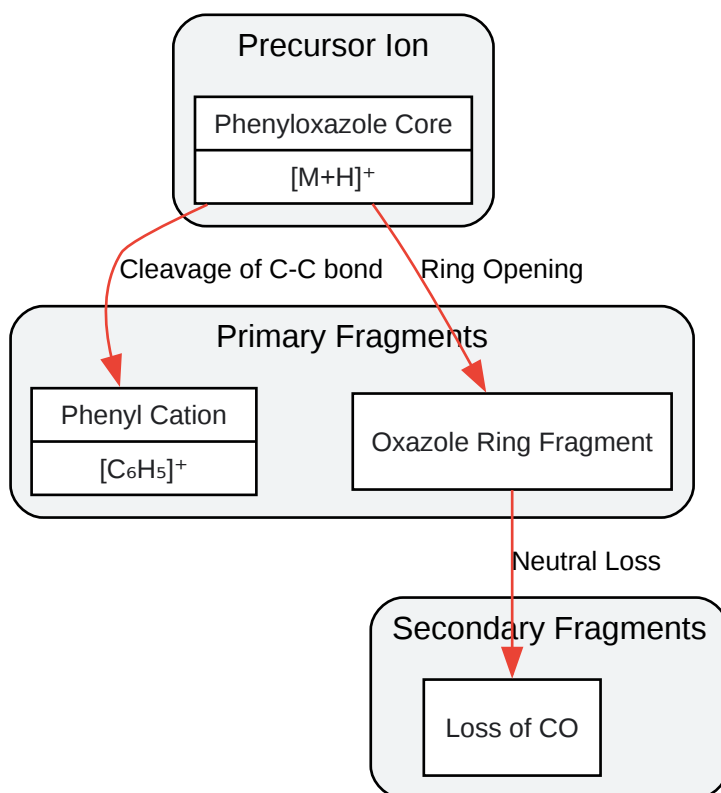 Precursor Ion
Phenyloxazole Core
[M+H]⁺
Cleavage of C-C bond
Ring Opening
Primary Fragments
Phenyl Cation
[C₆H₅]⁺
Oxazole Ring Fragment
Neutral Loss
Secondary Fragments
Loss of CO